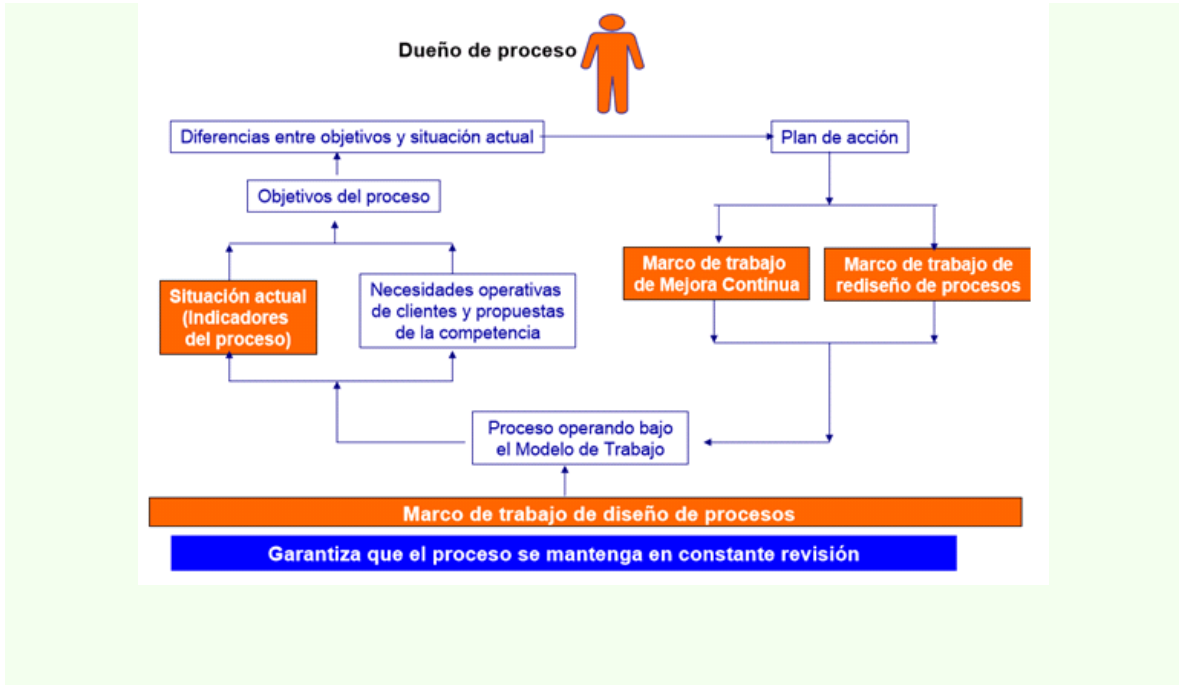 Dueño de proceso
Diferencias entre objetivos y situación actual
Plan de acción
Objetivos del proceso
Marco de trabajo
de Mejora Continua
Marco de trabajo de
rediseño de procesos
Situación actual
(Indicadores
del proceso)
Necesidades operativas
de clientes y propuestas
de la competencia
Proceso operando bajo
el Modelo de Trabajo
Marco de trabajo de diseño de procesos
Garantiza que el proceso se mantenga en constante revisión